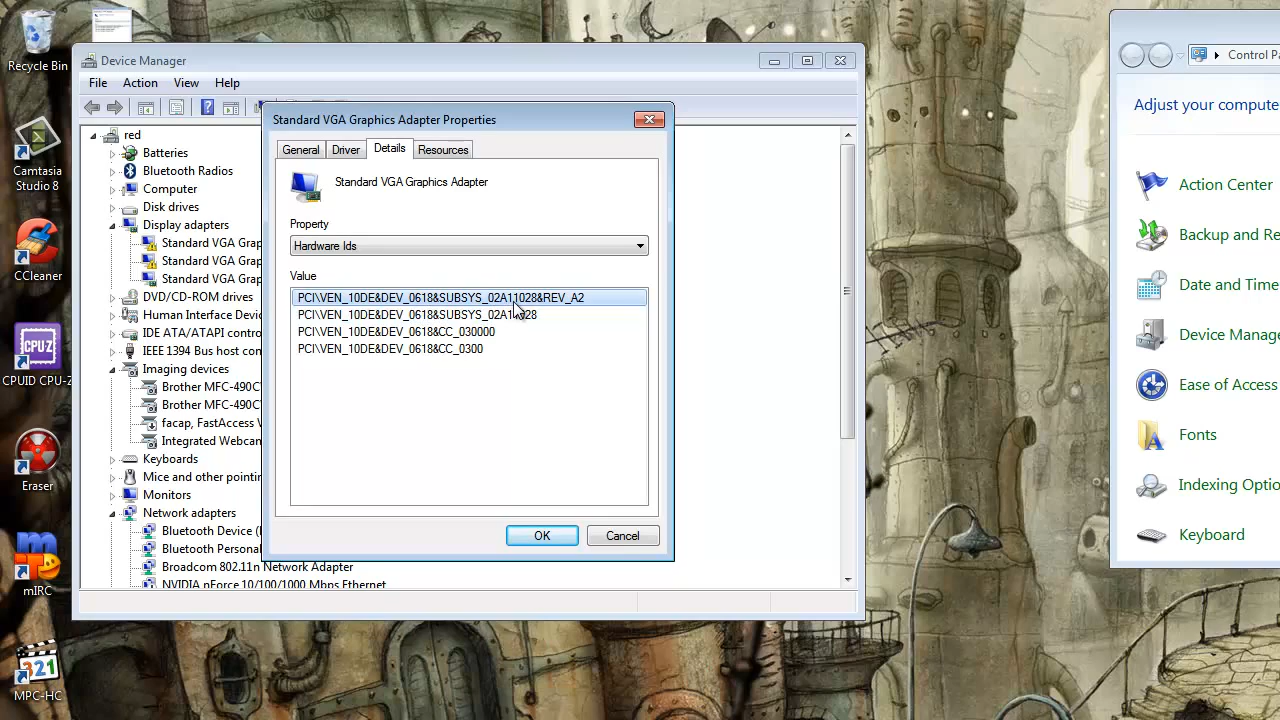 Recycle Bin
Camtasia
Studio 8
CCleaner
CPUID CPU-Z
Eraser
mIRC
MPC-HC
Device Manager
File Action View Help
red
Batteries
Bluetooth Radios
Computer
Disk drives
Display adapters
Standard VGA Grap
Standard VGA Grap
Standard VGA Grap
DVD/CD-ROM drives
Human Interface Device
IDE ATA/ATAPI contro
IEEE 1394 Bus host con
Imaging devices
Brother MFC-490C
Brother MFC-490C
facap, FastAccess V
Integrated Webcan
Keyboards
Mice and other pointin
Monitors
Network adapters
Bluetooth Device (
Bluetooth Persona
Broadcom 802.11n Network Adapter
NVIDIA nForce 10/100/1000 Mbps Ethernet
Standard VGA Graphics Adapter Properties
General Driver Details Resources
Standard VGA Graphics Adapter
Property
Hardware Ids
Value
PCI\VEN_10DE&DEV_0618&SUBSYS_02A11028&REV_A2
PCI\VEN_10DE&DEV_0618&SUBSYS_02A11028
PCI\VEN_10DE&DEV_0618&CC_030000
PCI\VEN_10DE&DEV_0618&CC_0300
OK Cancel
Control Pa
Adjust your compute
Action Center
Backup and Re
Date and Time
Device Manag
Ease of Access
Fonts
Indexing Optio
Keyboard